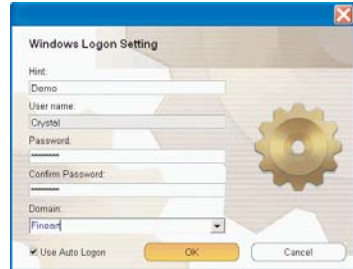 Windows Logon Setting
Hint:
Demo
User name:
Crystal
Password:
********
Confirm Password:
********
Domain:
Fineart
Use Auto Logon
OK
Cancel